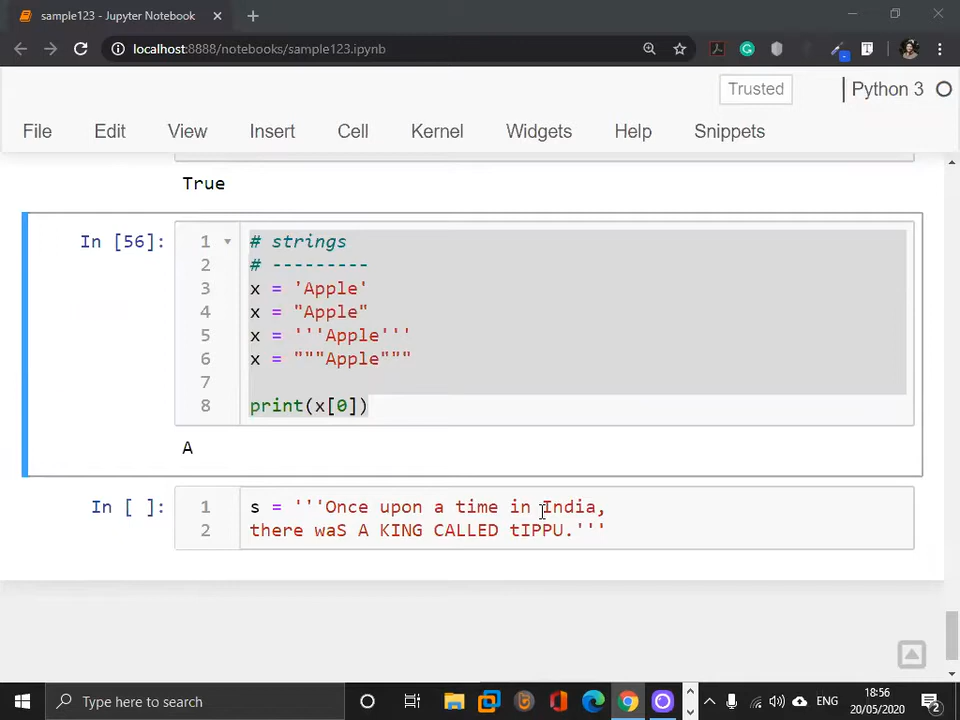 sample123 - Jupyter Notebook
localhost:8888/notebooks/sample123.ipynb
Trusted
Python 3
File Edit View Insert Cell Kernel Widgets Help Snippets
True
In [56]:
1 # strings
2 # ---------
3 x = 'Apple'
4 x = "Apple"
5 x = '''Apple'''
6 x = """Apple"""
7
8 print(x[0])
A
In [ ]:
1 s = '''Once upon a time in India,
2 there waS A KING CALLED tIPPU.'''
Type here to search
ENG
18:56
20/05/2020
2